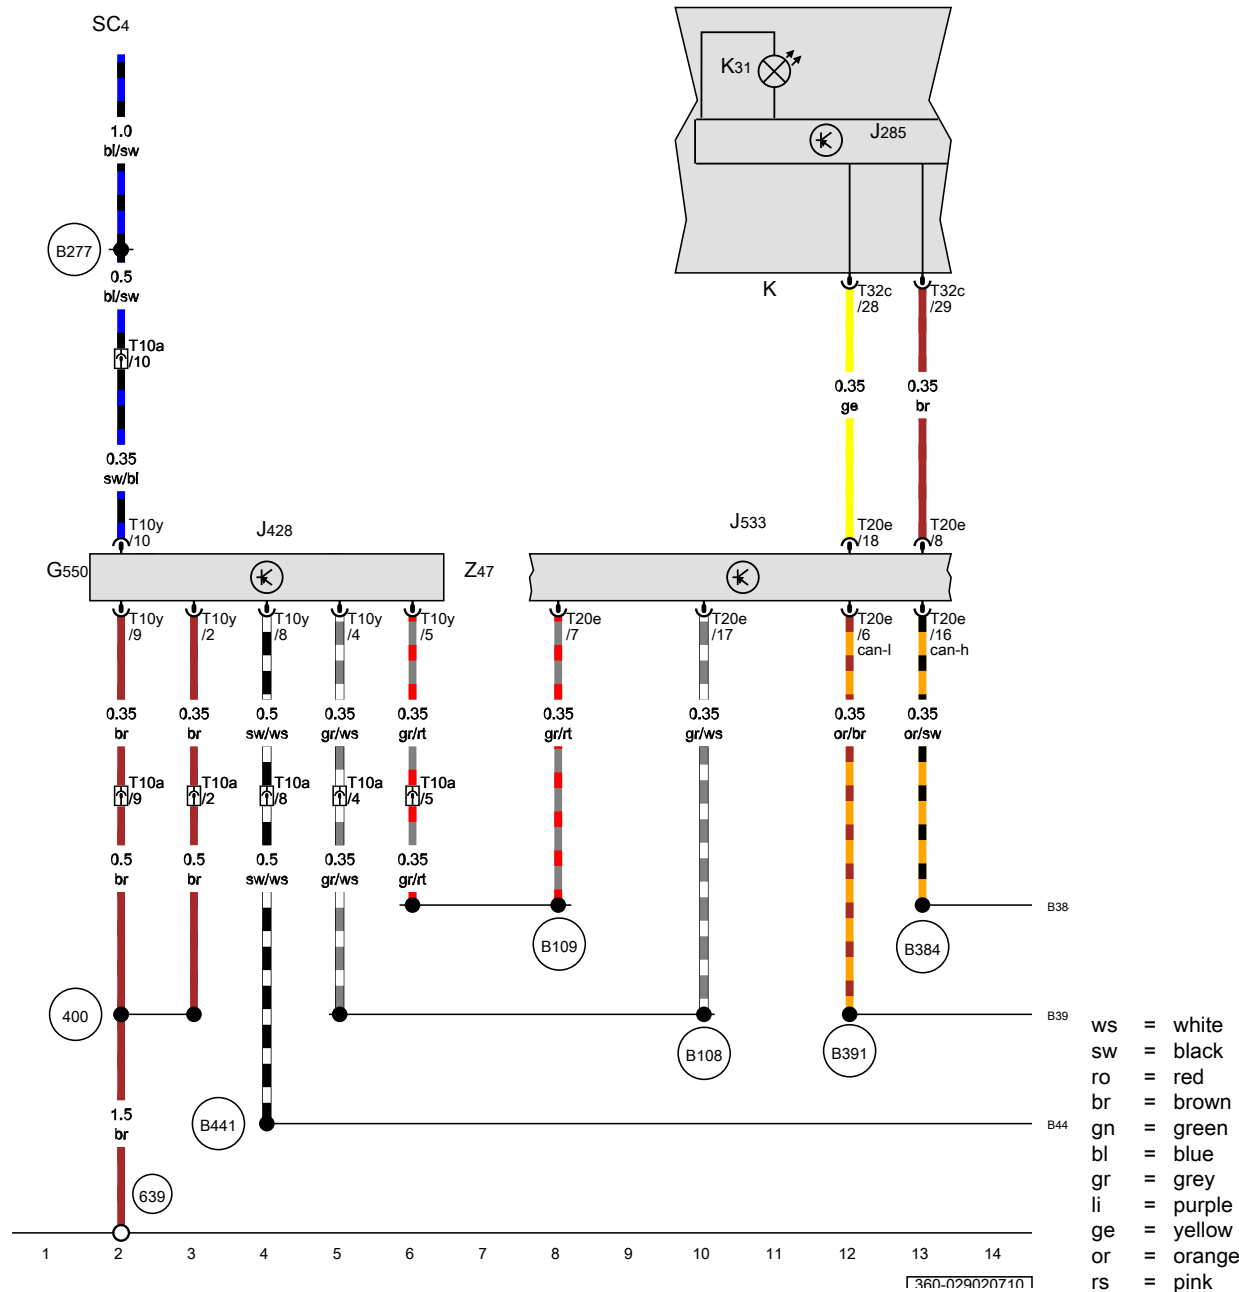 SC4
K31
J285
1.0
bl/sw
B277
0.5
bl/sw
K
T32c
/28
T32c
/29
T10a
/10
0.35
ge
0.35
br
0.35
sw/bl
T10y
/10
J428
J533
T20e
/18
T20e
/8
G550
Z47
T10y
/9
T10y
/2
T10y
/8
T10y
/4
T10y
/5
T20e
/7
T20e
/17
T20e
/6
can-l
T20e
/16
can-h
0.35
br
0.35
br
0.5
sw/ws
0.35
gr/ws
0.35
gr/rt
0.35
gr/rt
0.35
gr/ws
0.35
or/br
0.35
or/sw
T10a
/9
T10a
/2
T10a
/8
T10a
/4
T10a
/5
0.5
br
0.5
br
0.5
sw/ws
0.35
gr/ws
0.35
gr/rt
B38
B109
B384
400
B39
B108
B391
B441
B44
1.5
br
639
1 2 3 4 5 6 7 8 9 10 11 12 13 14
360-029020710
ws = white
sw = black
ro = red
br = brown
gn = green
bl = blue
gr = grey
li = purple
ge = yellow
or = orange
rs = pink